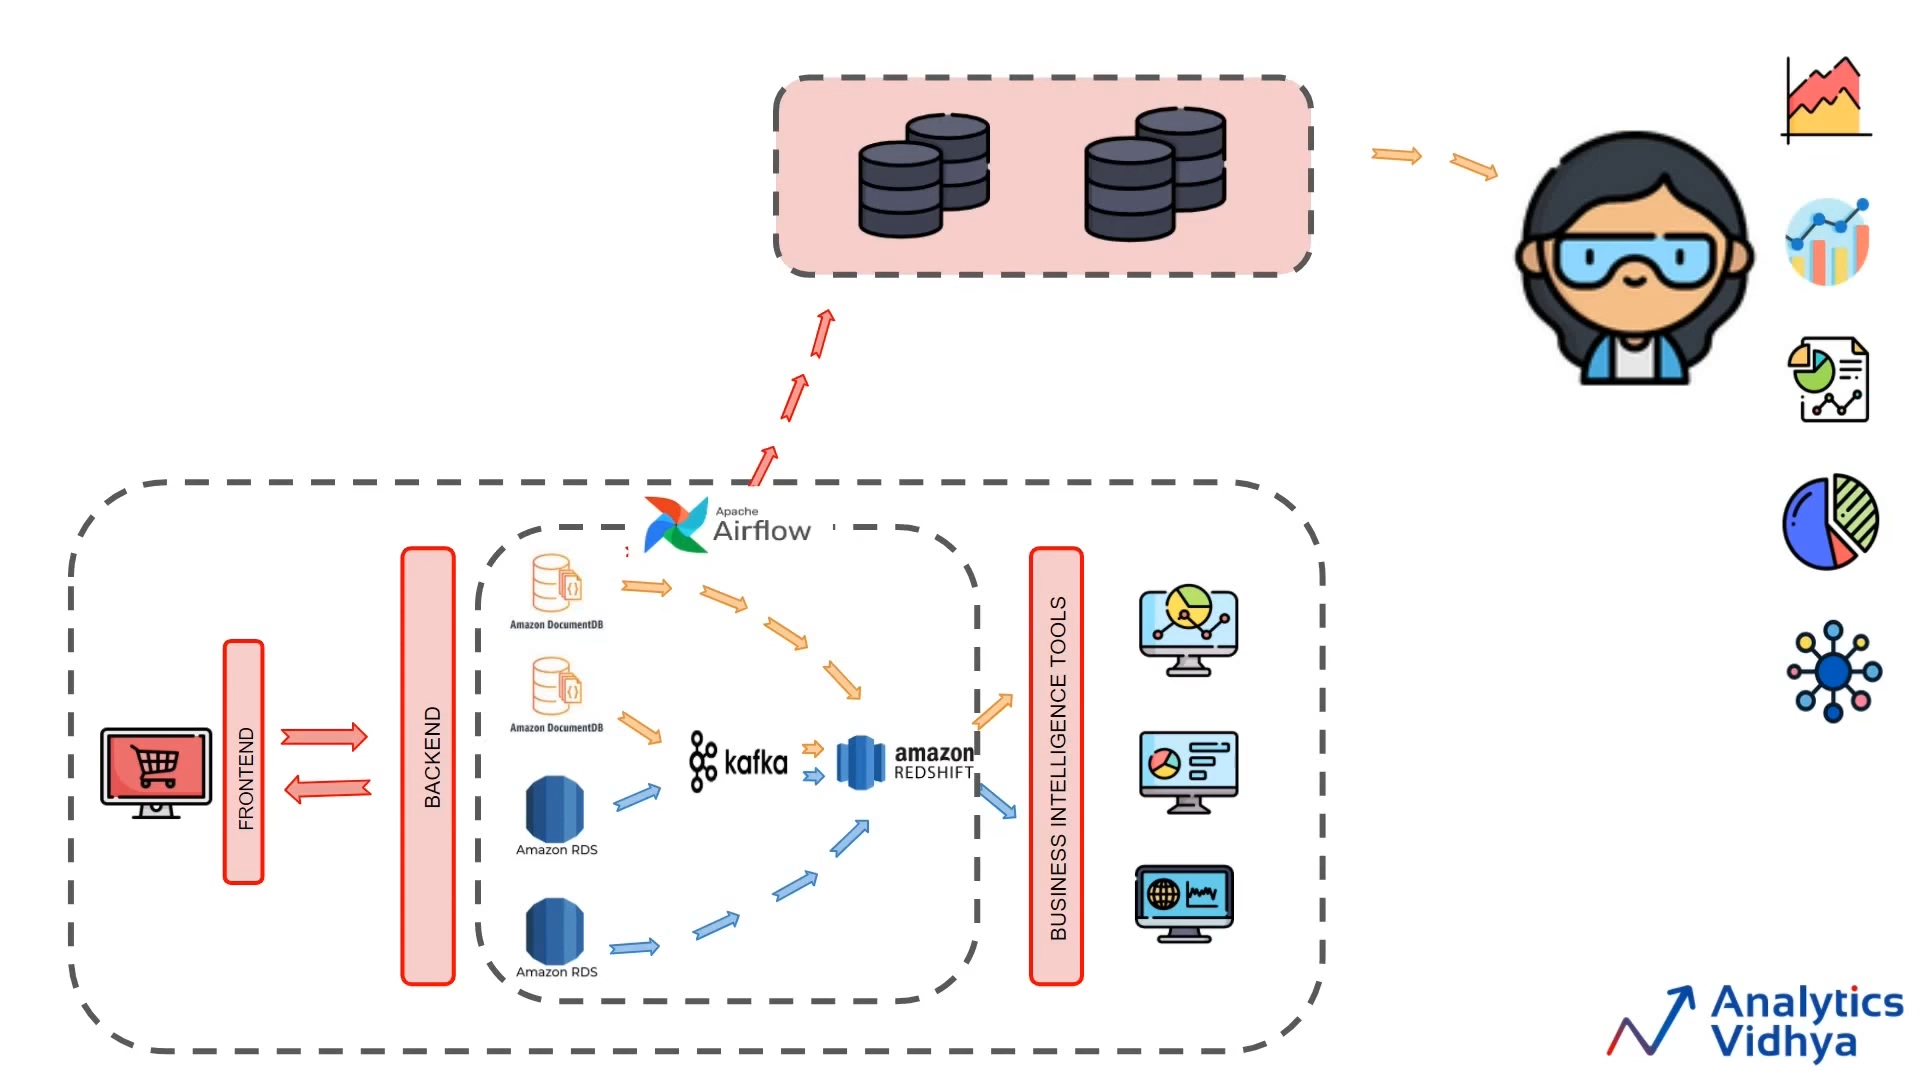 Apache
Airflow
Amazon DocumentDB
Amazon DocumentDB
FRONTEND
BACKEND
kafka
amazon
REDSHIFT
BUSINESS INTELLIGENCE TOOLS
Amazon RDS
Amazon RDS
Analytics
Vidhya